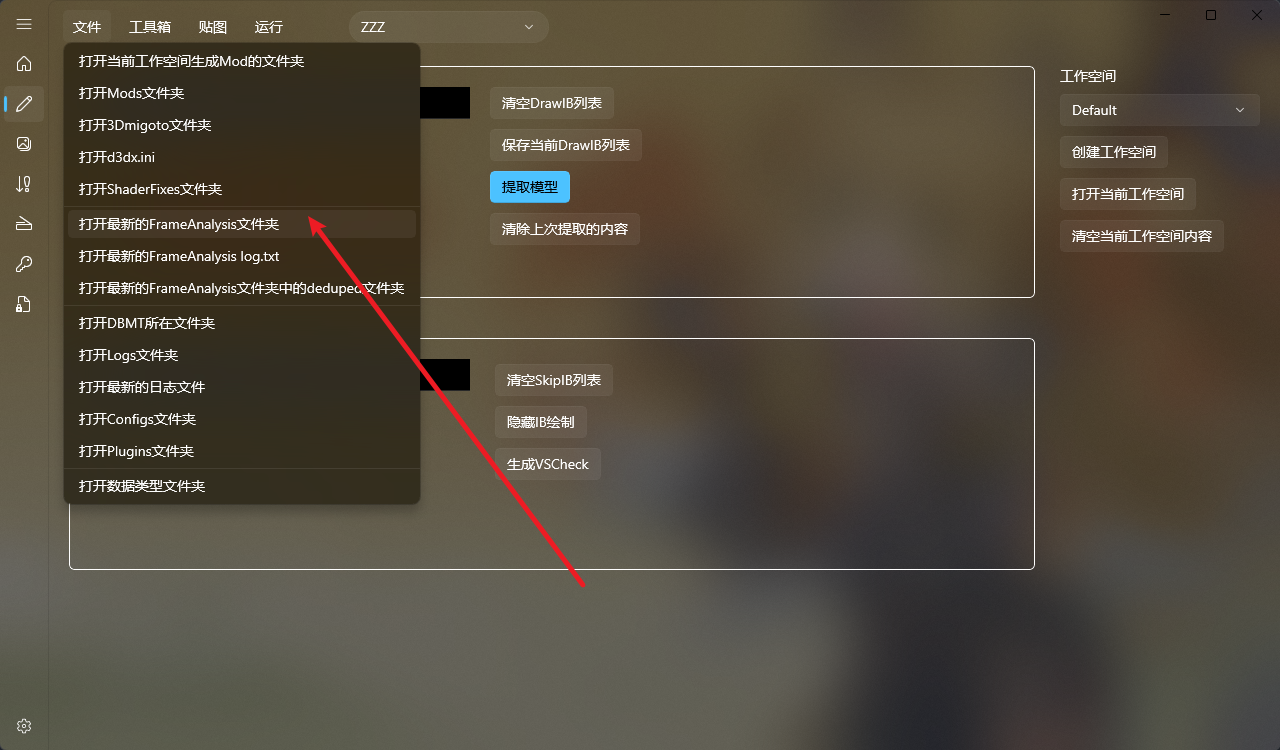 文件 工具箱 贴图 运行 ZZZ
打开当前工作空间生成Mod的文件夹
打开Mods文件夹
打开3Dmigoto文件夹
打开d3dx.ini
打开ShaderFixes文件夹
打开最新的FrameAnalysis文件夹
打开最新的FrameAnalysis log.txt
打开最新的FrameAnalysis文件夹中的deduped文件夹
打开DBMT所在文件夹
打开Logs文件夹
打开最新的日志文件
打开Configs文件夹
打开Plugins文件夹
打开数据类型文件夹
清空DrawIB列表
保存当前DrawIB列表
提取模型
清除上次提取的内容
清空SkipIB列表
隐藏IB绘制
生成VSCheck
工作空间
Default
创建工作空间
打开当前工作空间
清空当前工作空间内容